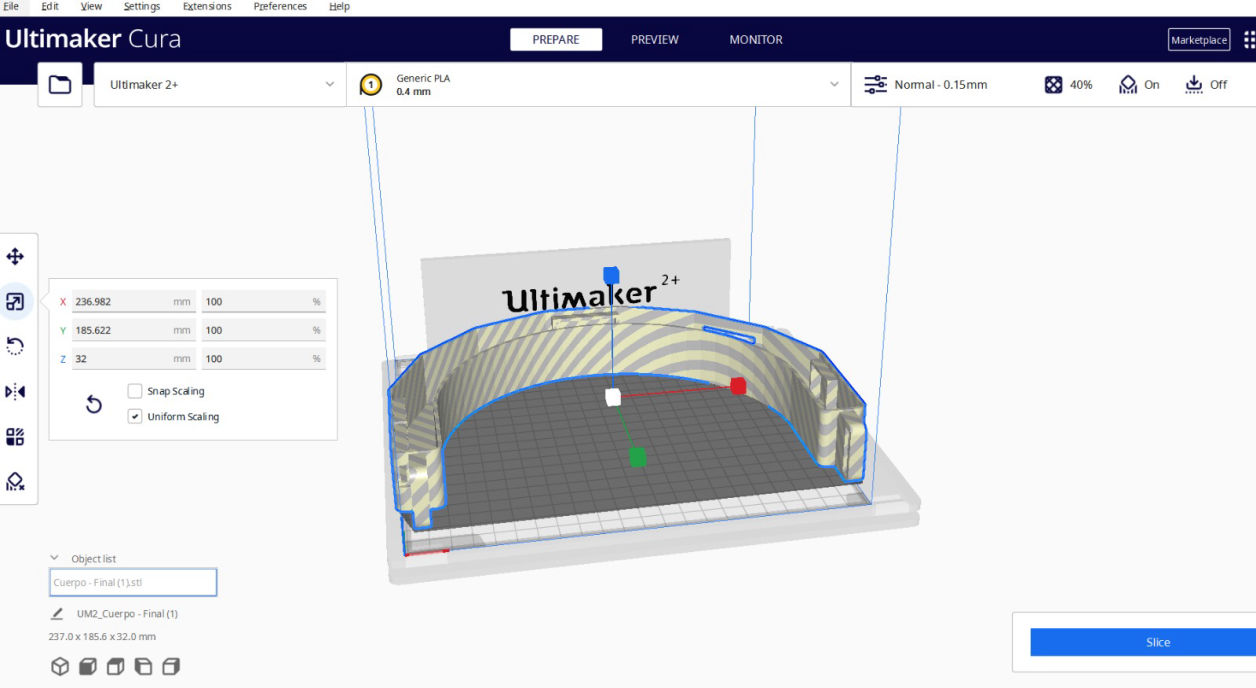 File Edit View Settings Extensions Preferences Help
Ultimaker Cura PREPARE PREVIEW MONITOR Marketplace
Ultimaker 2+ 1 Generic PLA 0.4 mm Normal - 0.15mm 40% On Off
Ultimaker 2+
X 236.982 mm 100 %
Y 185.622 mm 100 %
Z 32 mm 100 %
Snap Scaling
Uniform Scaling
Object list
Cuerpo - Final (1).stl
UM2_Cuerpo - Final (1)
237.0 x 185.6 x 32.0 mm
Slice